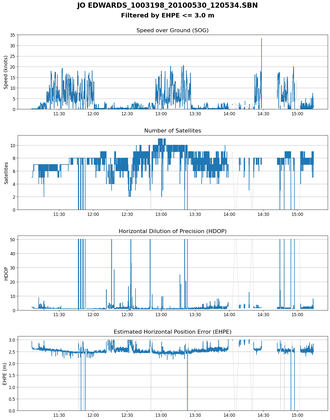 JO EDWARDS_1003198_20100530_120534.SBN
Filtered by EHPE <= 3.0 m
Speed over Ground (SOG)
Speed (knots)
35
30
25
20
15
10
5
0
11:30 12:00 12:30 13:00 13:30 14:00 14:30 15:00
Number of Satellites
Satellites
10
8
6
4
2
0
11:30 12:00 12:30 13:00 13:30 14:00 14:30 15:00
Horizontal Dilution of Precision (HDOP)
HDOP
50
40
30
20
10
0
11:30 12:00 12:30 13:00 13:30 14:00 14:30 15:00
Estimated Horizontal Position Error (EHPE)
EHPE (m)
3.0
2.5
2.0
1.5
1.0
0.5
0.0
11:30 12:00 12:30 13:00 13:30 14:00 14:30 15:00